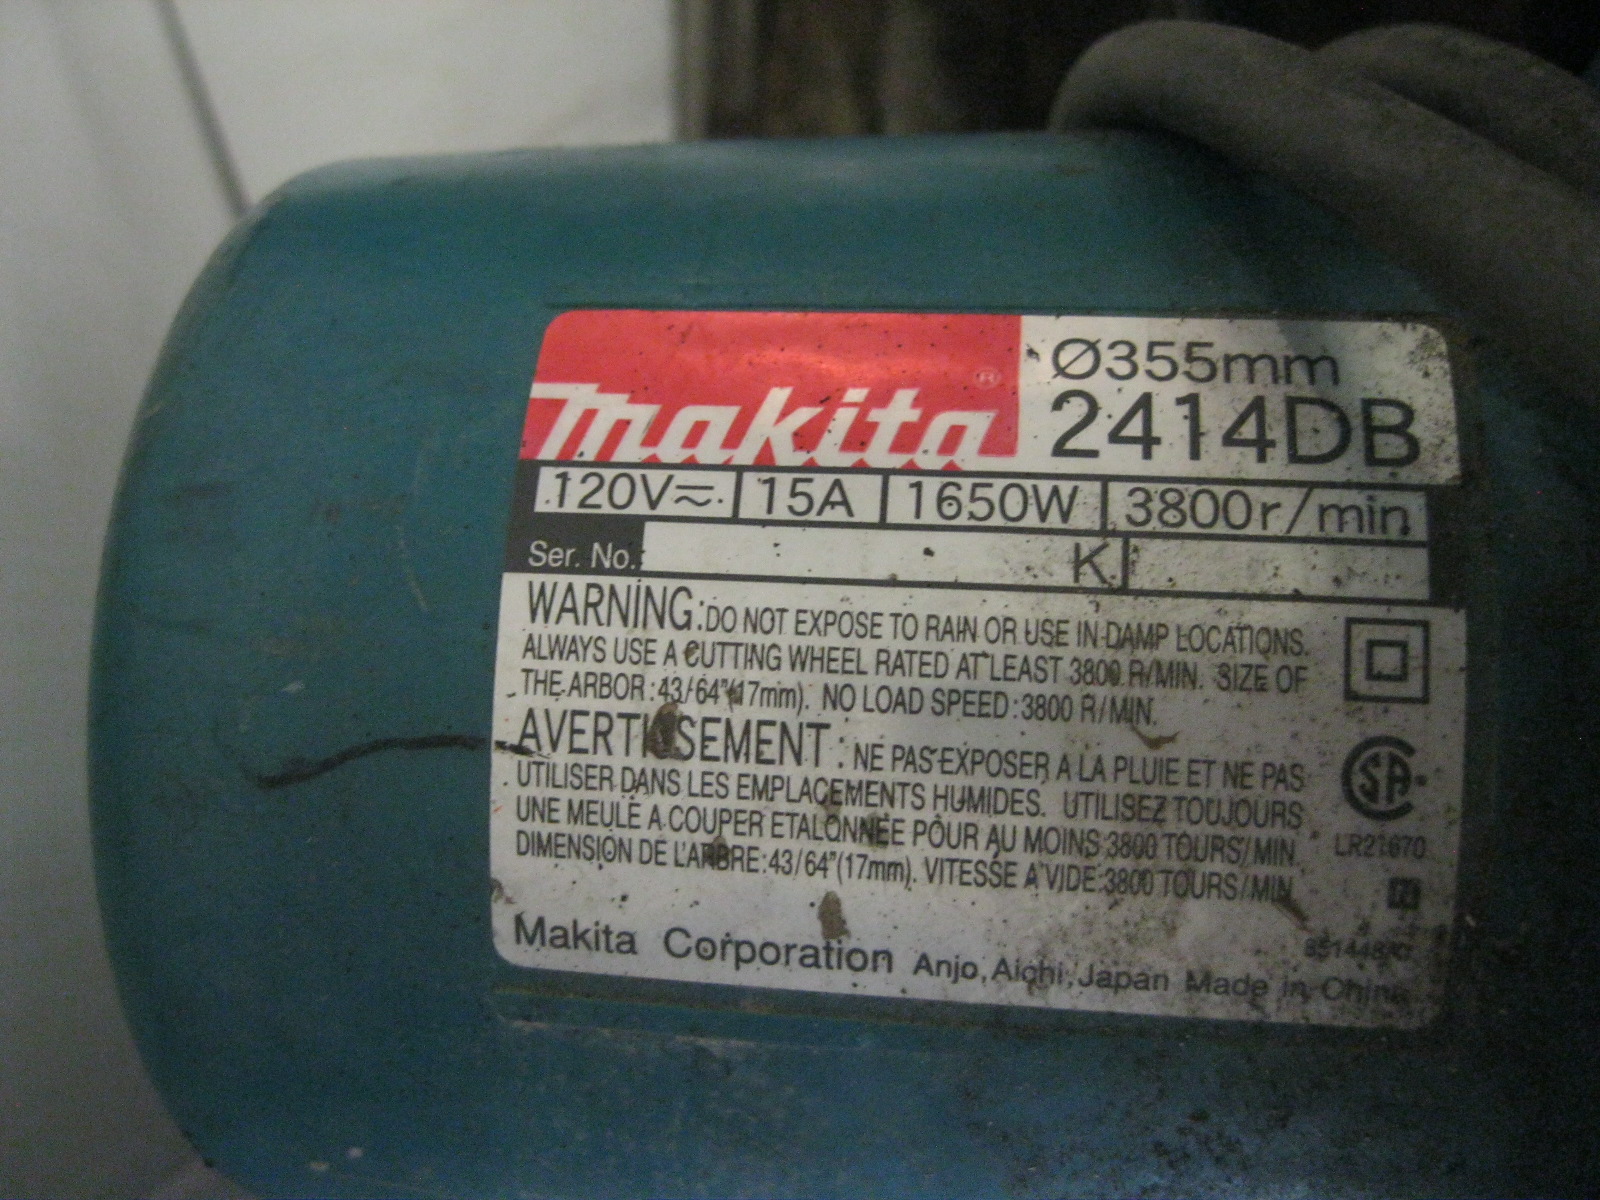 makita®
Ø355mm
2414DB
120V⎓∼ 15A 1650W 3800r/min
Ser. No. K
WARNING: DO NOT EXPOSE TO RAIN OR USE IN DAMP LOCATIONS.
ALWAYS USE A CUTTING WHEEL RATED AT LEAST 3800 R/MIN. SIZE OF
THE ARBOR: 43/64"(17mm). NO LOAD SPEED: 3800 R/MIN.
AVERTISSEMENT: NE PAS EXPOSER A LA PLUIE ET NE PAS
UTILISER DANS LES EMPLACEMENTS HUMIDES. UTILISEZ TOUJOURS
UNE MEULE A COUPER ETALONNEE POUR AU MOINS 3800 TOURS/MIN.
DIMENSION DE L'ARBRE: 43/64"(17mm). VITESSE A VIDE: 3800 TOURS/MIN.
SA
LR21670
Makita Corporation Anjo, Aichi, Japan Made in China